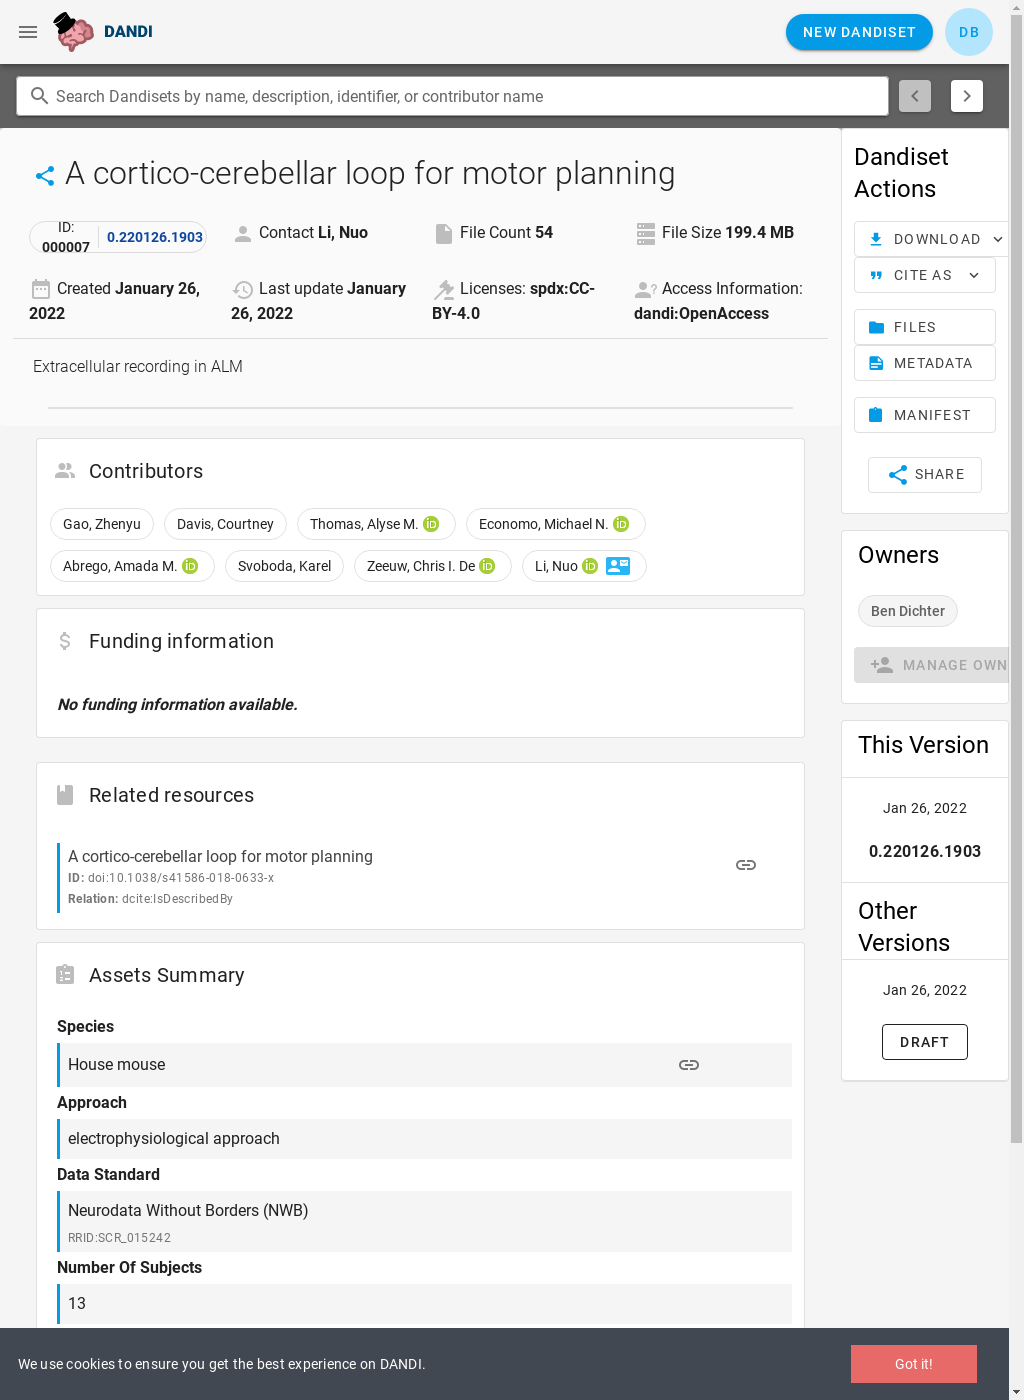 DANDI
NEW DANDISET
DB
Search Dandisets by name, description, identifier, or contributor name
A cortico-cerebellar loop for motor planning
ID: 000007
0.220126.1903
Contact Li, Nuo
File Count 54
File Size 199.4 MB
Created January 26,
2022
Last update January
26, 2022
Licenses: spdx:CC-
BY-4.0
Access Information:
dandi:OpenAccess
Extracellular recording in ALM
Contributors
Gao, Zhenyu
Davis, Courtney
Thomas, Alyse M.
Economo, Michael N.
Abrego, Amada M.
Svoboda, Karel
Zeeuw, Chris I. De
Li, Nuo
Funding information
No funding information available.
Related resources
A cortico-cerebellar loop for motor planning
ID: doi:10.1038/s41586-018-0633-x
Relation: dcite:IsDescribedBy
Assets Summary
Species
House mouse
Approach
electrophysiological approach
Data Standard
Neurodata Without Borders (NWB)
RRID:SCR_015242
Number Of Subjects
13
Dandiset
Actions
DOWNLOAD
CITE AS
FILES
METADATA
MANIFEST
SHARE
Owners
Ben Dichter
MANAGE OWN
This Version
Jan 26, 2022
0.220126.1903
Other
Versions
Jan 26, 2022
DRAFT
We use cookies to ensure you get the best experience on DANDI.
Got it!